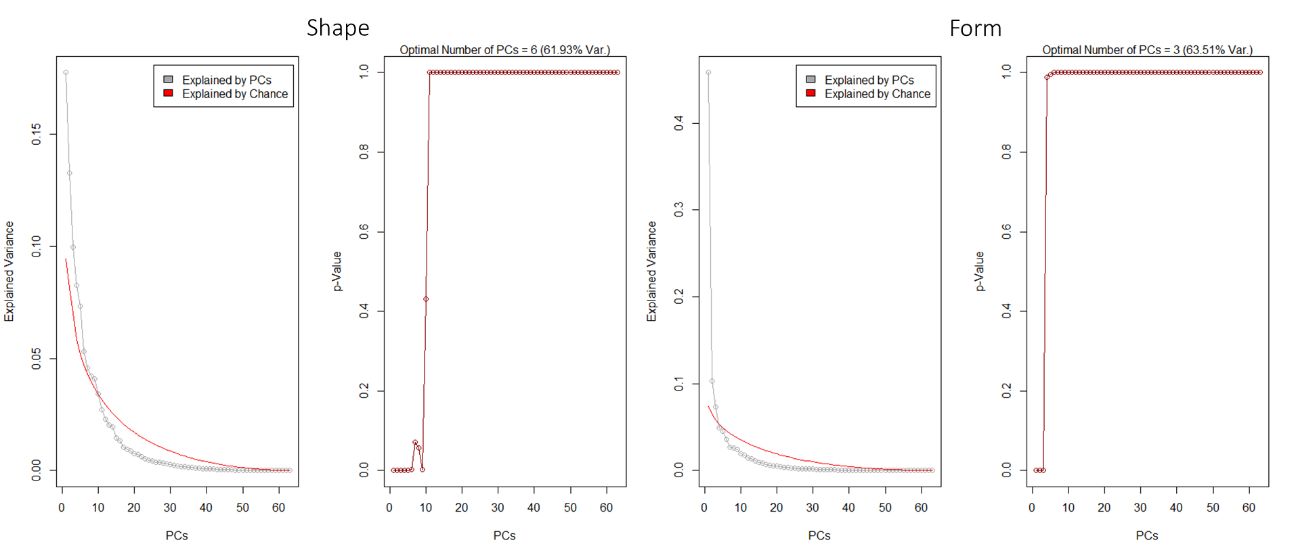 Shape
Form
Optimal Number of PCs = 6 (61.93% Var.)
Explained by PCs
Explained by Chance
Explained Variance
0.15
0.10
0.05
0.00
0 10 20 30 40 50 60
PCs
p-Value
1.0
0.8
0.6
0.4
0.2
0.0
0 10 20 30 40 50 60
PCs
Optimal Number of PCs = 3 (63.51% Var.)
Explained by PCs
Explained by Chance
Explained Variance
0.4
0.3
0.2
0.1
0.0
0 10 20 30 40 50 60
PCs
p-Value
1.0
0.8
0.6
0.4
0.2
0.0
0 10 20 30 40 50 60
PCs